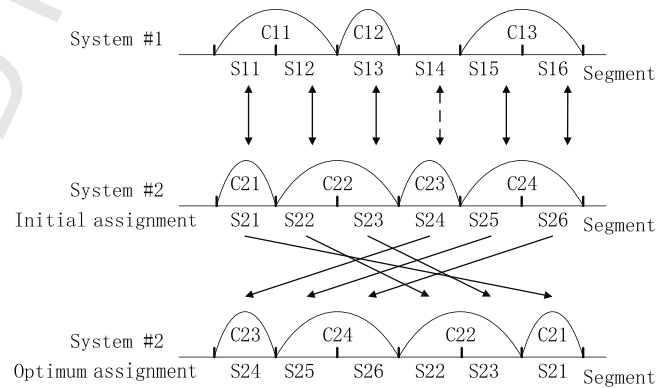 System #1 C11 C12 C13
S11 S12 S13 S14 S15 S16 Segment
System #2 C21 C22 C23 C24
Initial assignment S21 S22 S23 S24 S25 S26 Segment
System #2 C23 C24 C22 C21
Optimum assignment S24 S25 S26 S22 S23 S21 Segment